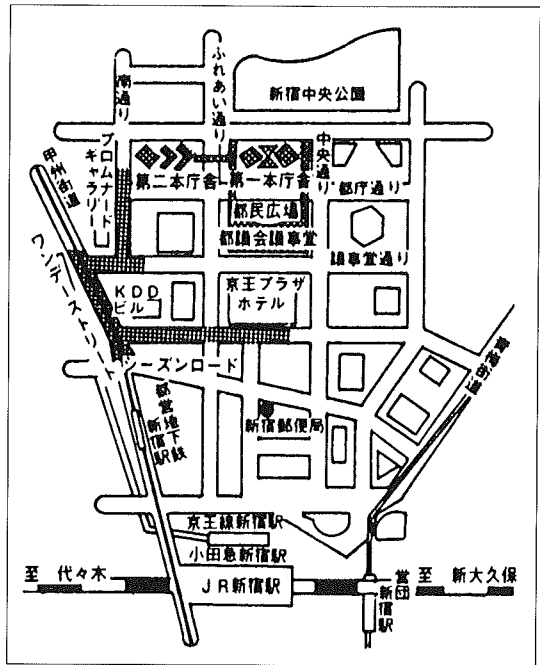 新宿中央公園
ふれあい通り
南通り
中央通り
プロムナード
ギャラリー
甲州街道
第二本庁舎
第一本庁舎
都庁通り
都民広場
都議会議事堂
議事堂通り
ワンデーストリート
KDD
ビル
京王プラザ
ホテル
シーズンロード
青梅街道
都営地下鉄
新宿駅
新宿郵便局
京王線新宿駅
小田急新宿駅
至 代々木
JR新宿駅
営団
新宿駅
至 新大久保